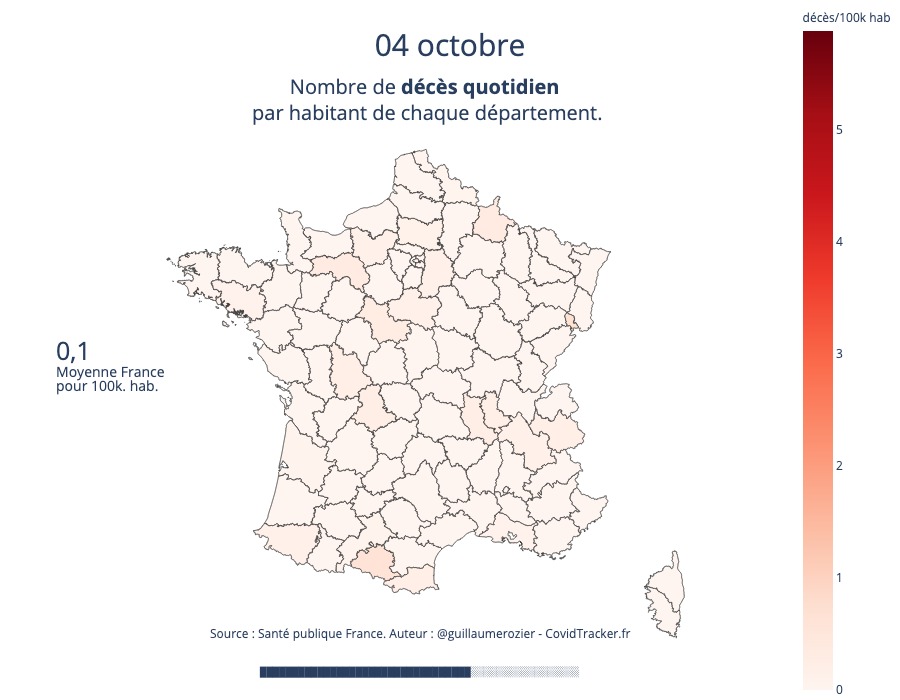 04 octobre
Nombre de décès quotidien
par habitant de chaque département.
décès/100k hab
5
4
3
2
1
0
0,1
Moyenne France
pour 100k. hab.
Source : Santé publique France. Auteur : @guillaumerozier - CovidTracker.fr